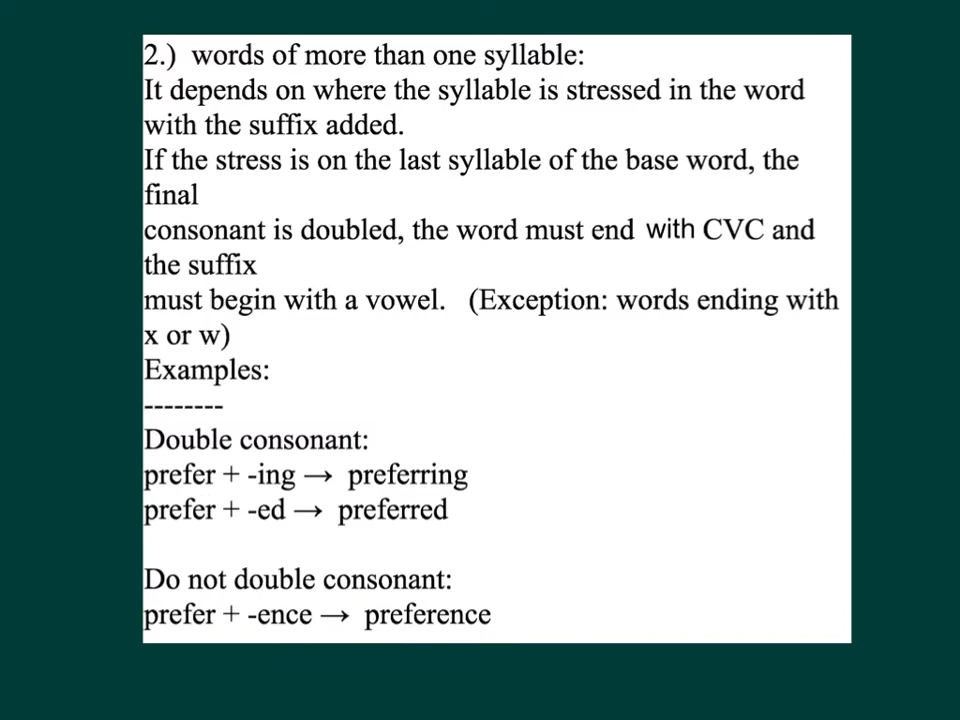 2.) words of more than one syllable:
It depends on where the syllable is stressed in the word
with the suffix added.
If the stress is on the last syllable of the base word, the
final
consonant is doubled, the word must end with CVC and
the suffix
must begin with a vowel. (Exception: words ending with
x or w)
Examples:
--------
Double consonant:
prefer + -ing → preferring
prefer + -ed → preferred
Do not double consonant:
prefer + -ence → preference